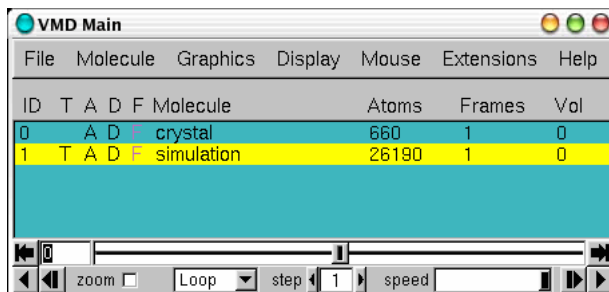 VMD Main
File Molecule Graphics Display Mouse Extensions Help
ID T A D F Molecule Atoms Frames Vol
0 A D F crystal 660 1 0
1 T A D F simulation 26190 1 0
0
zoom Loop step 1 speed